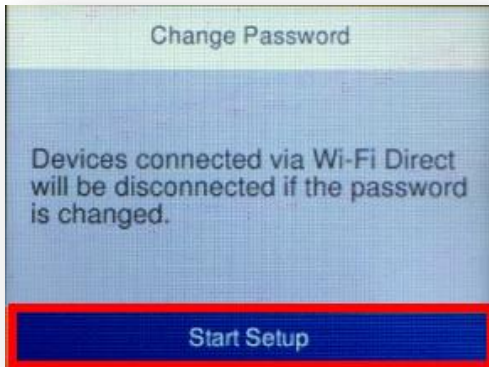 Change Password
Devices connected via Wi-Fi Direct
will be disconnected if the password
is changed.
Start Setup